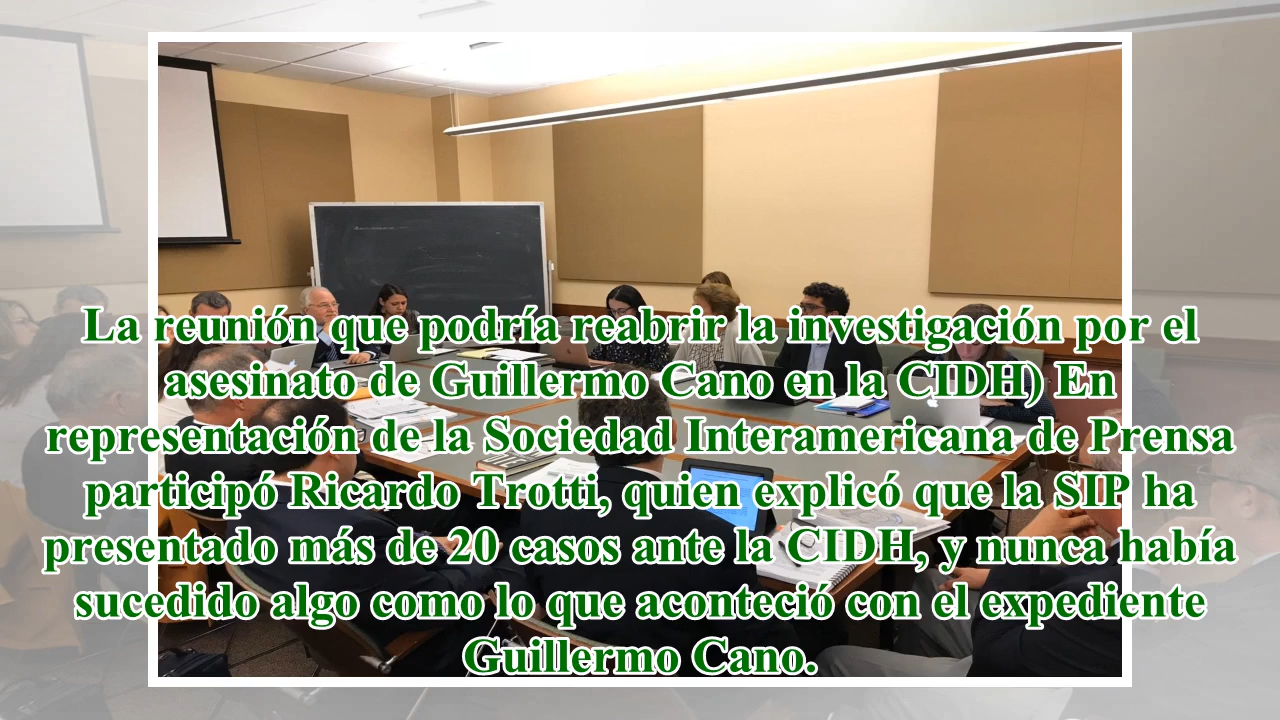 La reunión que podría reabrir la investigación por el
asesinato de Guillermo Cano en la CIDH) En
representación de la Sociedad Interamericana de Prensa
participó Ricardo Trotti, quien explicó que la SIP ha
presentado más de 20 casos ante la CIDH, y nunca había
sucedido algo como lo que aconteció con el expediente
Guillermo Cano.